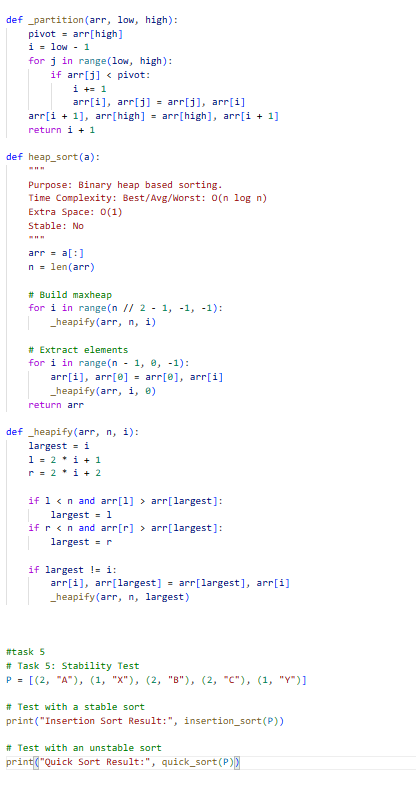 def _partition(arr, low, high):
    pivot = arr[high]
    i = low - 1
    for j in range(low, high):
        if arr[j] < pivot:
            i += 1
            arr[i], arr[j] = arr[j], arr[i]
    arr[i + 1], arr[high] = arr[high], arr[i + 1]
    return i + 1

def heap_sort(a):
    """
    Purpose: Binary heap based sorting.
    Time Complexity: Best/Avg/Worst: O(n log n)
    Extra Space: O(1)
    Stable: No
    """
    arr = a[:]
    n = len(arr)

    # Build maxheap
    for i in range(n // 2 - 1, -1, -1):
        _heapify(arr, n, i)

    # Extract elements
    for i in range(n - 1, 0, -1):
        arr[i], arr[0] = arr[0], arr[i]
        _heapify(arr, i, 0)
    return arr

def _heapify(arr, n, i):
    largest = i
    l = 2 * i + 1
    r = 2 * i + 2

    if l < n and arr[l] > arr[largest]:
        largest = l
    if r < n and arr[r] > arr[largest]:
        largest = r

    if largest != i:
        arr[i], arr[largest] = arr[largest], arr[i]
        _heapify(arr, n, largest)

#task 5
# Task 5: Stability Test
P = [(2, "A"), (1, "X"), (2, "B"), (2, "C"), (1, "Y")]

# Test with a stable sort
print("Insertion Sort Result:", insertion_sort(P))

# Test with an unstable sort
print("Quick Sort Result:", quick_sort(P))